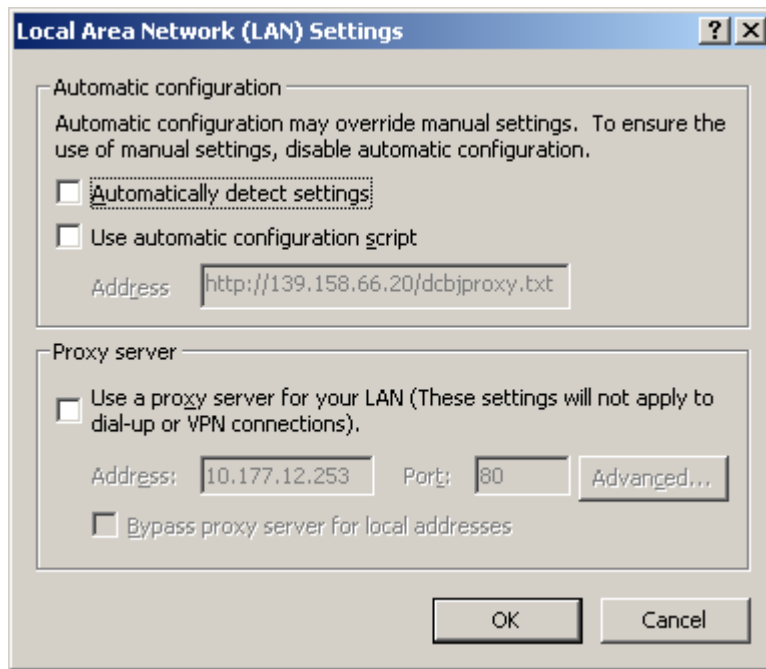 Local Area Network (LAN) Settings
Automatic configuration
Automatic configuration may override manual settings. To ensure the
use of manual settings, disable automatic configuration.
Automatically detect settings
Use automatic configuration script
Address http://139.158.66.20/dcbjproxy.txt
Proxy server
Use a proxy server for your LAN (These settings will not apply to
dial-up or VPN connections).
Address: 10.177.12.253 Port: 80 Advanced...
Bypass proxy server for local addresses
OK Cancel